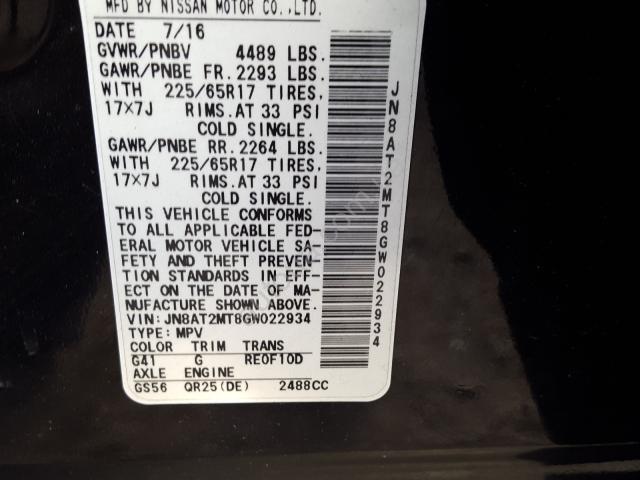 MFD BY NISSAN MOTOR CO.,LTD.
DATE 7/16
GVWR/PNBV 4489 LBS.
GAWR/PNBE FR. 2293 LBS.
WITH 225/65R17 TIRES,
17×7J RIMS.AT 33 PSI
COLD SINGLE.
GAWR/PNBE RR. 2264 LBS.
WITH 225/65R17 TIRES,
17×7J RIMS.AT 33 PSI
COLD SINGLE.
THIS VEHICLE CONFORMS
TO ALL APPLICABLE FED-
ERAL MOTOR VEHICLE SA-
FETY AND THEFT PREVEN-
TION STANDARDS IN EFF-
ECT ON THE DATE OF MA-
NUFACTURE SHOWN ABOVE.
VIN: JN8AT2MT8GW022934
TYPE: MPV
COLOR TRIM TRANS
G41 G RE0F10D
AXLE ENGINE
GS56 QR25(DE) 2488CC
JN8AT2MT8GW022934